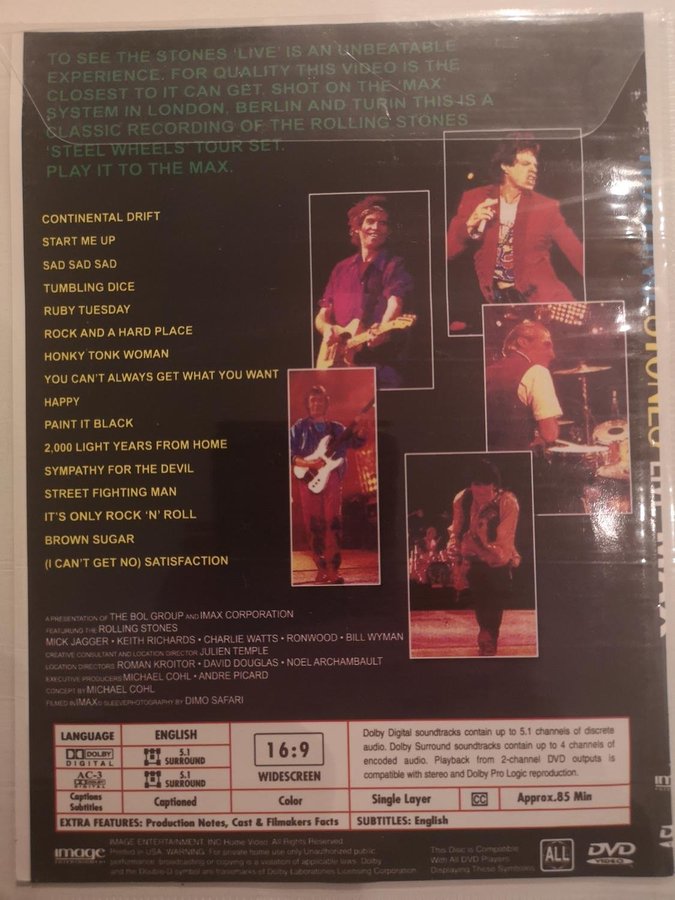 TO SEE THE STONES 'LIVE' IS AN UNBEATABLE
EXPERIENCE. FOR QUALITY THIS VIDEO IS THE
CLOSEST TO IT CAN GET. SHOT ON THE 'MAX'
SYSTEM IN LONDON, BERLIN AND TURIN THIS IS A
CLASSIC RECORDING OF THE ROLLING STONES
'STEEL WHEELS' TOUR SET.
PLAY IT TO THE MAX.
CONTINENTAL DRIFT
START ME UP
SAD SAD SAD
TUMBLING DICE
RUBY TUESDAY
ROCK AND A HARD PLACE
HONKY TONK WOMAN
YOU CAN'T ALWAYS GET WHAT YOU WANT
HAPPY
PAINT IT BLACK
2,000 LIGHT YEARS FROM HOME
SYMPATHY FOR THE DEVIL
STREET FIGHTING MAN
IT'S ONLY ROCK 'N' ROLL
BROWN SUGAR
(I CAN'T GET NO) SATISFACTION
A PRESENTATION OF THE BOL GROUP AND IMAX CORPORATION
FEATURUNG THE ROLLING STONES
MICK JAGGER • KEITH RICHARDS • CHARLIE WATTS • RONWOOD • BILL WYMAN
CREATIVE CONSULTANT AND LOCATION DIRECTOR JULIEN TEMPLE
LOCATION DIRECTORS ROMAN KROITOR • DAVID DOUGLAS • NOEL ARCHAMBAULT
EXECUTIVE PRODUCERS MICHAEL COHL • ANDRE PICARD
CONCEPT BY MICHAEL COHL
FILMED IN IMAX © SLEEVEPHOTOGRAPHY BY DIMO SAFARI
LANGUAGE ENGLISH
DOLBY DIGITAL 5.1 SURROUND
AC-3 5.1 SURROUND
Captions Subtitles Captioned
16:9
WIDESCREEN
Color
Dolby Digital soundtracks contain up to 5.1 channels of discrete
audio. Dolby Surround soundtracks contain up to 4 channels of
encoded audio. Playback from 2-channel DVD outputs is
compatible with stereo and Dolby Pro Logic reproduction.
Single Layer CC Approx.85 Min
EXTRA FEATURES: Production Notes, Cast & Filmakers Facts
SUBTITLES: English
image
IMAGE ENTERTAINMENT, INC Home Video. All Rights Reserved
Printed in USA. WARNING: For private home use only. Unauthorized public
performance, broadcasting or copying is a violation of applicable laws. Dolby
and the Double-D symbol are trademarks of Dolby Laboratories Licensing Corporation.
This Disc is Compatible
With All DVD Players
Displaying These Symbols
ALL
DVD
VIDEO
STONES